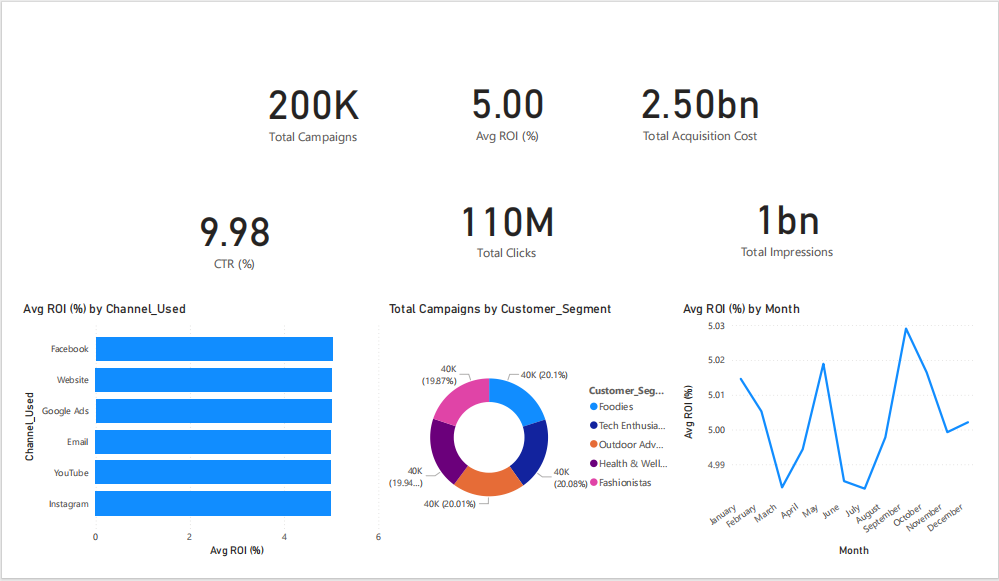 200K
Total Campaigns
5.00
Avg ROI (%)
2.50bn
Total Acquisition Cost
9.98
CTR (%)
110M
Total Clicks
1bn
Total Impressions
Avg ROI (%) by Channel_Used
Channel_Used
Facebook
Website
Google Ads
Email
YouTube
Instagram
0 2 4 6
Avg ROI (%)
Total Campaigns by Customer_Segment
40K (20.1%)
40K
(20.08%)
40K (20.01%)
40K
(19.94...)
40K
(19.87%)
Customer_Seg...
Foodies
Tech Enthusia...
Outdoor Adv...
Health & Well...
Fashionistas
Avg ROI (%) by Month
Avg ROI (%)
5.03
5.02
5.01
5.00
4.99
January
February
March
April
May
June
July
August
September
October
November
December
Month